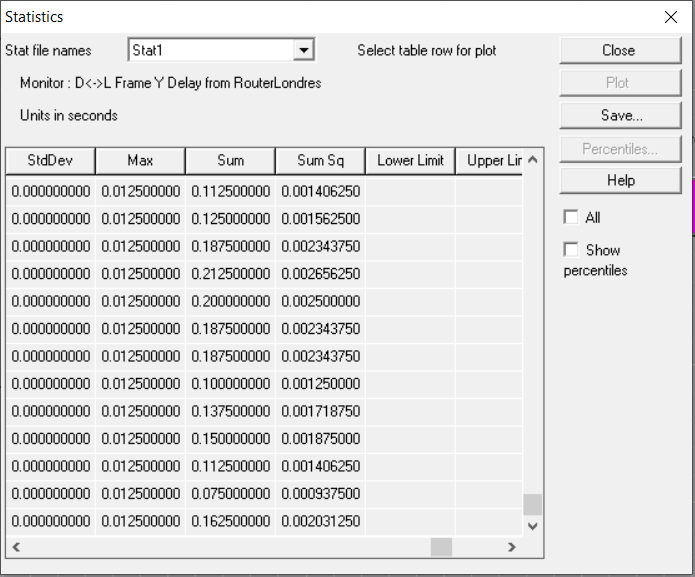 Statistics
Stat file names Stat1 Select table row for plot Close
Monitor : D<->L Frame Y Delay from RouterLondres Plot
Units in seconds Save...
Percentiles...
StdDev Max Sum Sum Sq Lower Limit Upper Lir
Help
0.000000000 0.012500000 0.112500000 0.001406250
0.000000000 0.012500000 0.125000000 0.001562500 All
0.000000000 0.012500000 0.187500000 0.002343750 Show
0.000000000 0.012500000 0.212500000 0.002656250 percentiles
0.000000000 0.012500000 0.200000000 0.002500000
0.000000000 0.012500000 0.187500000 0.002343750
0.000000000 0.012500000 0.187500000 0.002343750
0.000000000 0.012500000 0.100000000 0.001250000
0.000000000 0.012500000 0.137500000 0.001718750
0.000000000 0.012500000 0.150000000 0.001875000
0.000000000 0.012500000 0.112500000 0.001406250
0.000000000 0.012500000 0.075000000 0.000937500
0.000000000 0.012500000 0.162500000 0.002031250